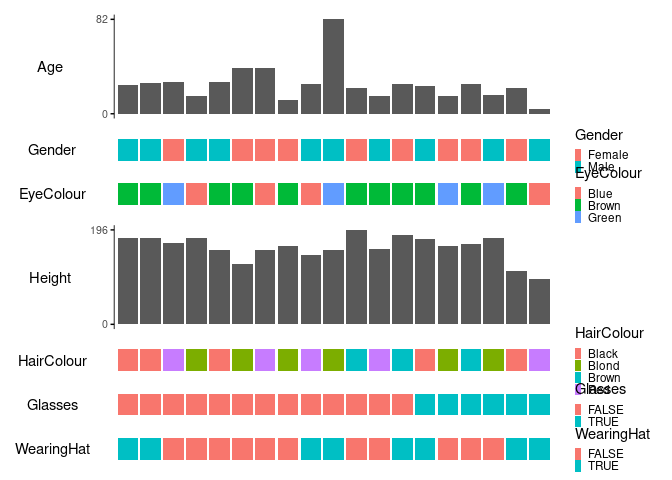 82
Age
0
Gender
EyeColour
196
Height
0
HairColour
Glasses
WearingHat
Gender
Female
Male
EyeColour
Blue
Brown
Green
HairColour
Black
Blond
Brown
Glasses
FALSE
TRUE
WearingHat
FALSE
TRUE